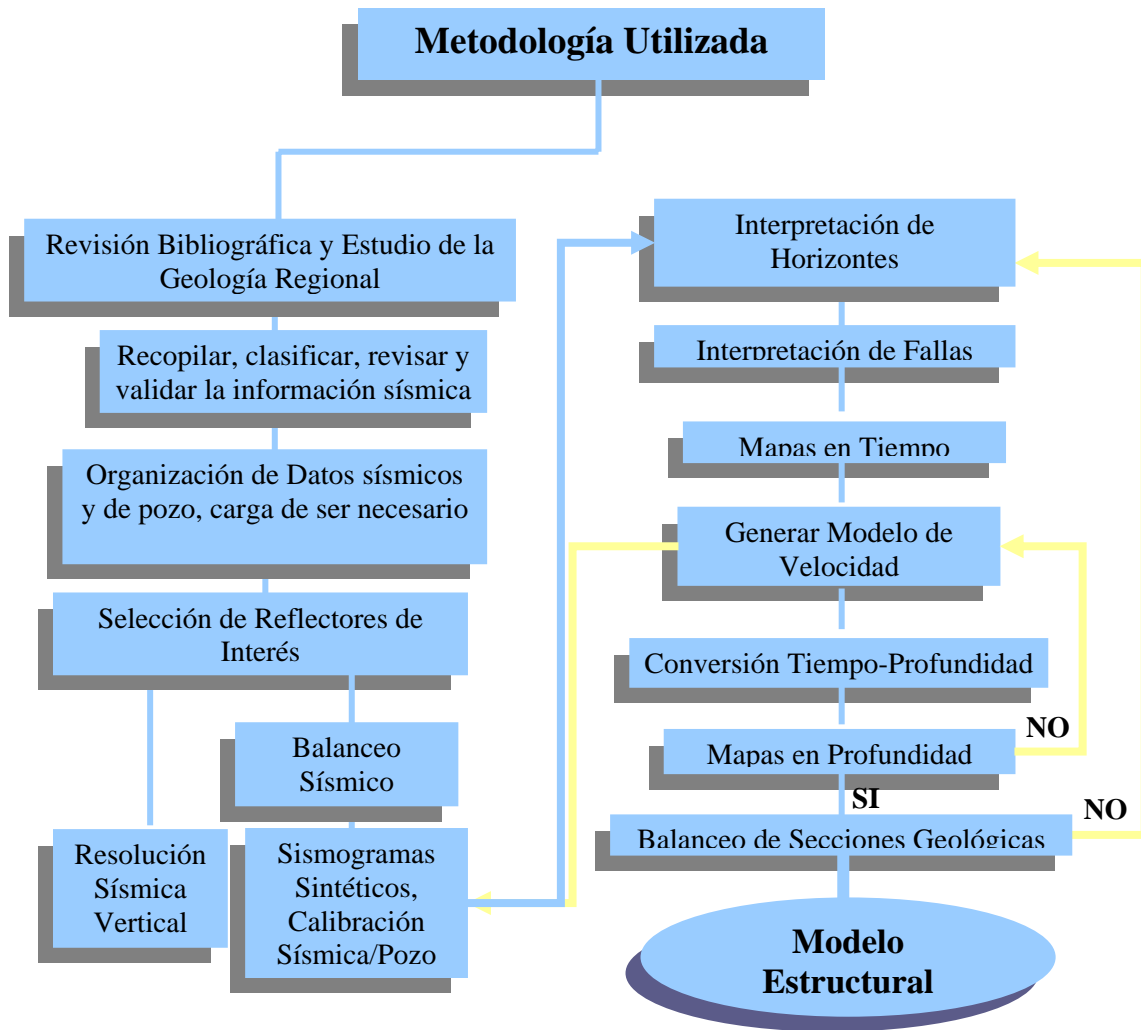 Metodología Utilizada
Revisión Bibliográfica y Estudio de la
Geología Regional
Recopilar, clasificar, revisar y
validar la información sísmica
Organización de Datos sísmicos
y de pozo, carga de ser necesario
Selección de Reflectores de
Interés
Balanceo
Sísmico
Resolución
Sísmica
Vertical
Sismogramas
Sintéticos,
Calibración
Sísmica/Pozo
Interpretación de
Horizontes
Interpretación de Fallas
Mapas en Tiempo
Generar Modelo de
Velocidad
Conversión Tiempo-Profundidad
NO
Mapas en Profundidad
SI
NO
Balanceo de Secciones Geológicas
Modelo
Estructural